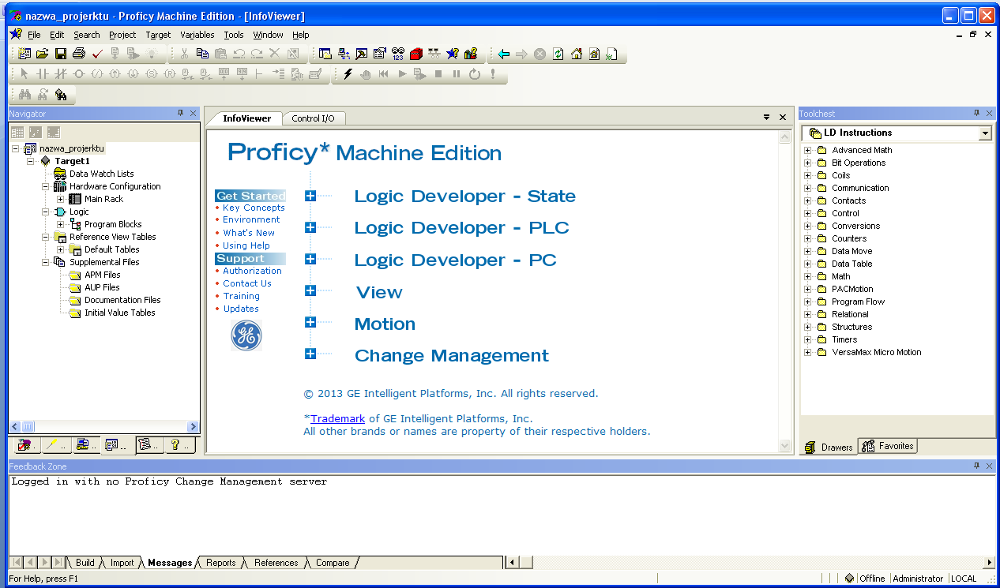 nazwa_projerktu - Proficy Machine Edition - [InfoViewer]
File Edit Search Project Target Variables Tools Window Help
Navigator
nazwa_projerktu
Target1
Data Watch Lists
Hardware Configuration
Main Rack
Logic
Program Blocks
Reference View Tables
Default Tables
Supplemental Files
APM Files
AUP Files
Documentation Files
Initial Value Tables
InfoViewer Control I/O
Proficy* Machine Edition
Get Started
• Key Concepts
• Environment
• What's New
• Using Help
Support
• Authorization
• Contact Us
• Training
• Updates
Logic Developer - State
Logic Developer - PLC
Logic Developer - PC
View
Motion
Change Management
© 2013 GE Intelligent Platforms, Inc. All rights reserved.
*Trademark of GE Intelligent Platforms, Inc.
All other brands or names are property of their respective holders.
Toolchest
LD Instructions
Advanced Math
Bit Operations
Coils
Communication
Contacts
Control
Conversions
Counters
Data Move
Data Table
Math
PACMotion
Program Flow
Relational
Structures
Timers
VersaMax Micro Motion
Drawers Favorites
Feedback Zone
Logged in with no Proficy Change Management server
Build Import Messages Reports References Compare
For Help, press F1
Offline Administrator LOCAL